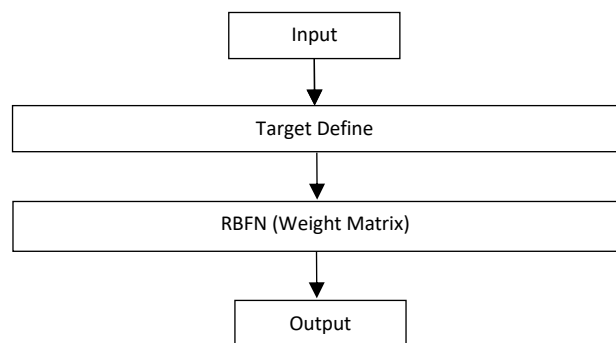 Input
Target Define
RBFN (Weight Matrix)
Output